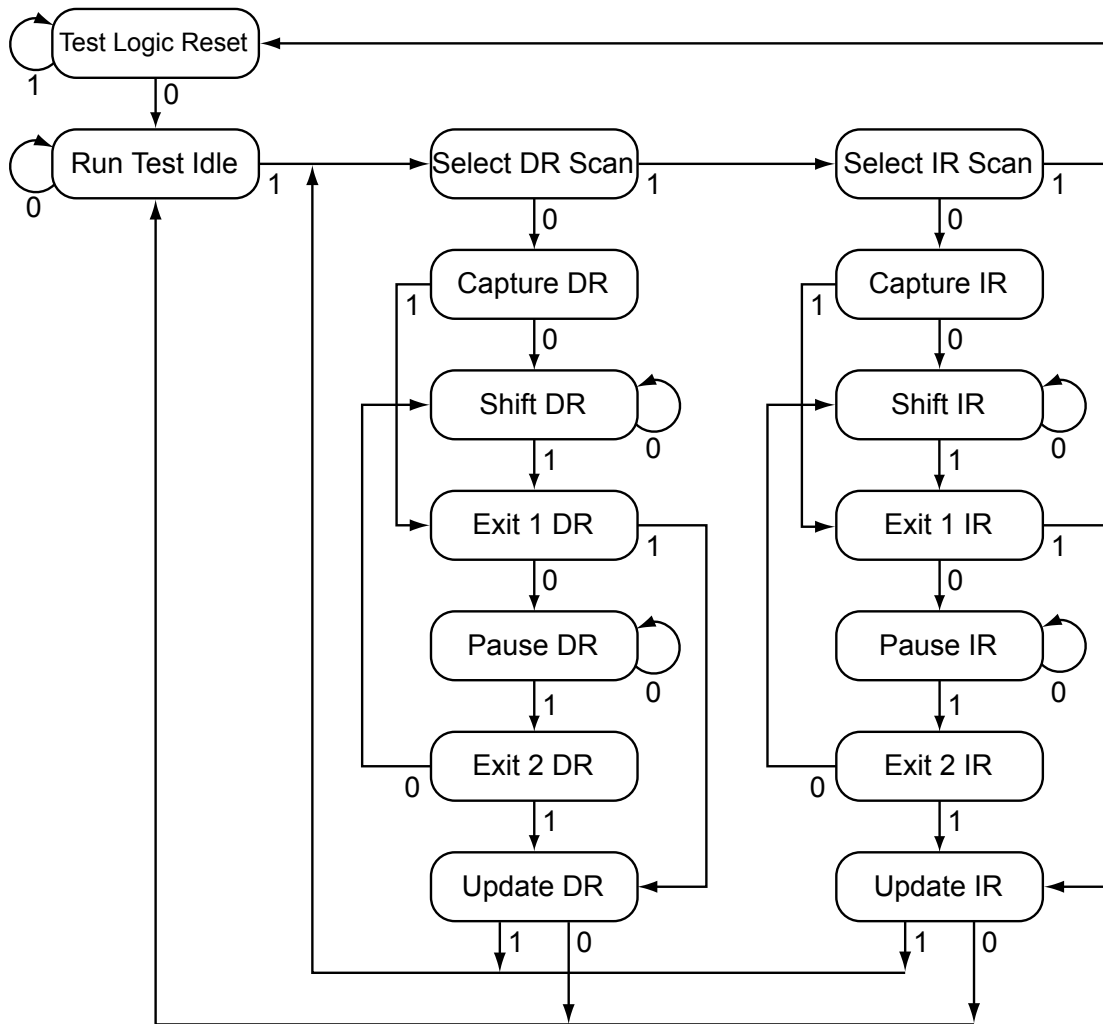 Test Logic Reset
1
0
Run Test Idle
0
1
Select DR Scan
1
Select IR Scan
1
0
0
Capture DR
1
Capture IR
1
0
0
Shift DR
0
Shift IR
0
1
1
Exit 1 DR
1
Exit 1 IR
1
0
0
Pause DR
0
Pause IR
0
1
1
Exit 2 DR
0
Exit 2 IR
0
1
1
Update DR
Update IR
1
0
1
0